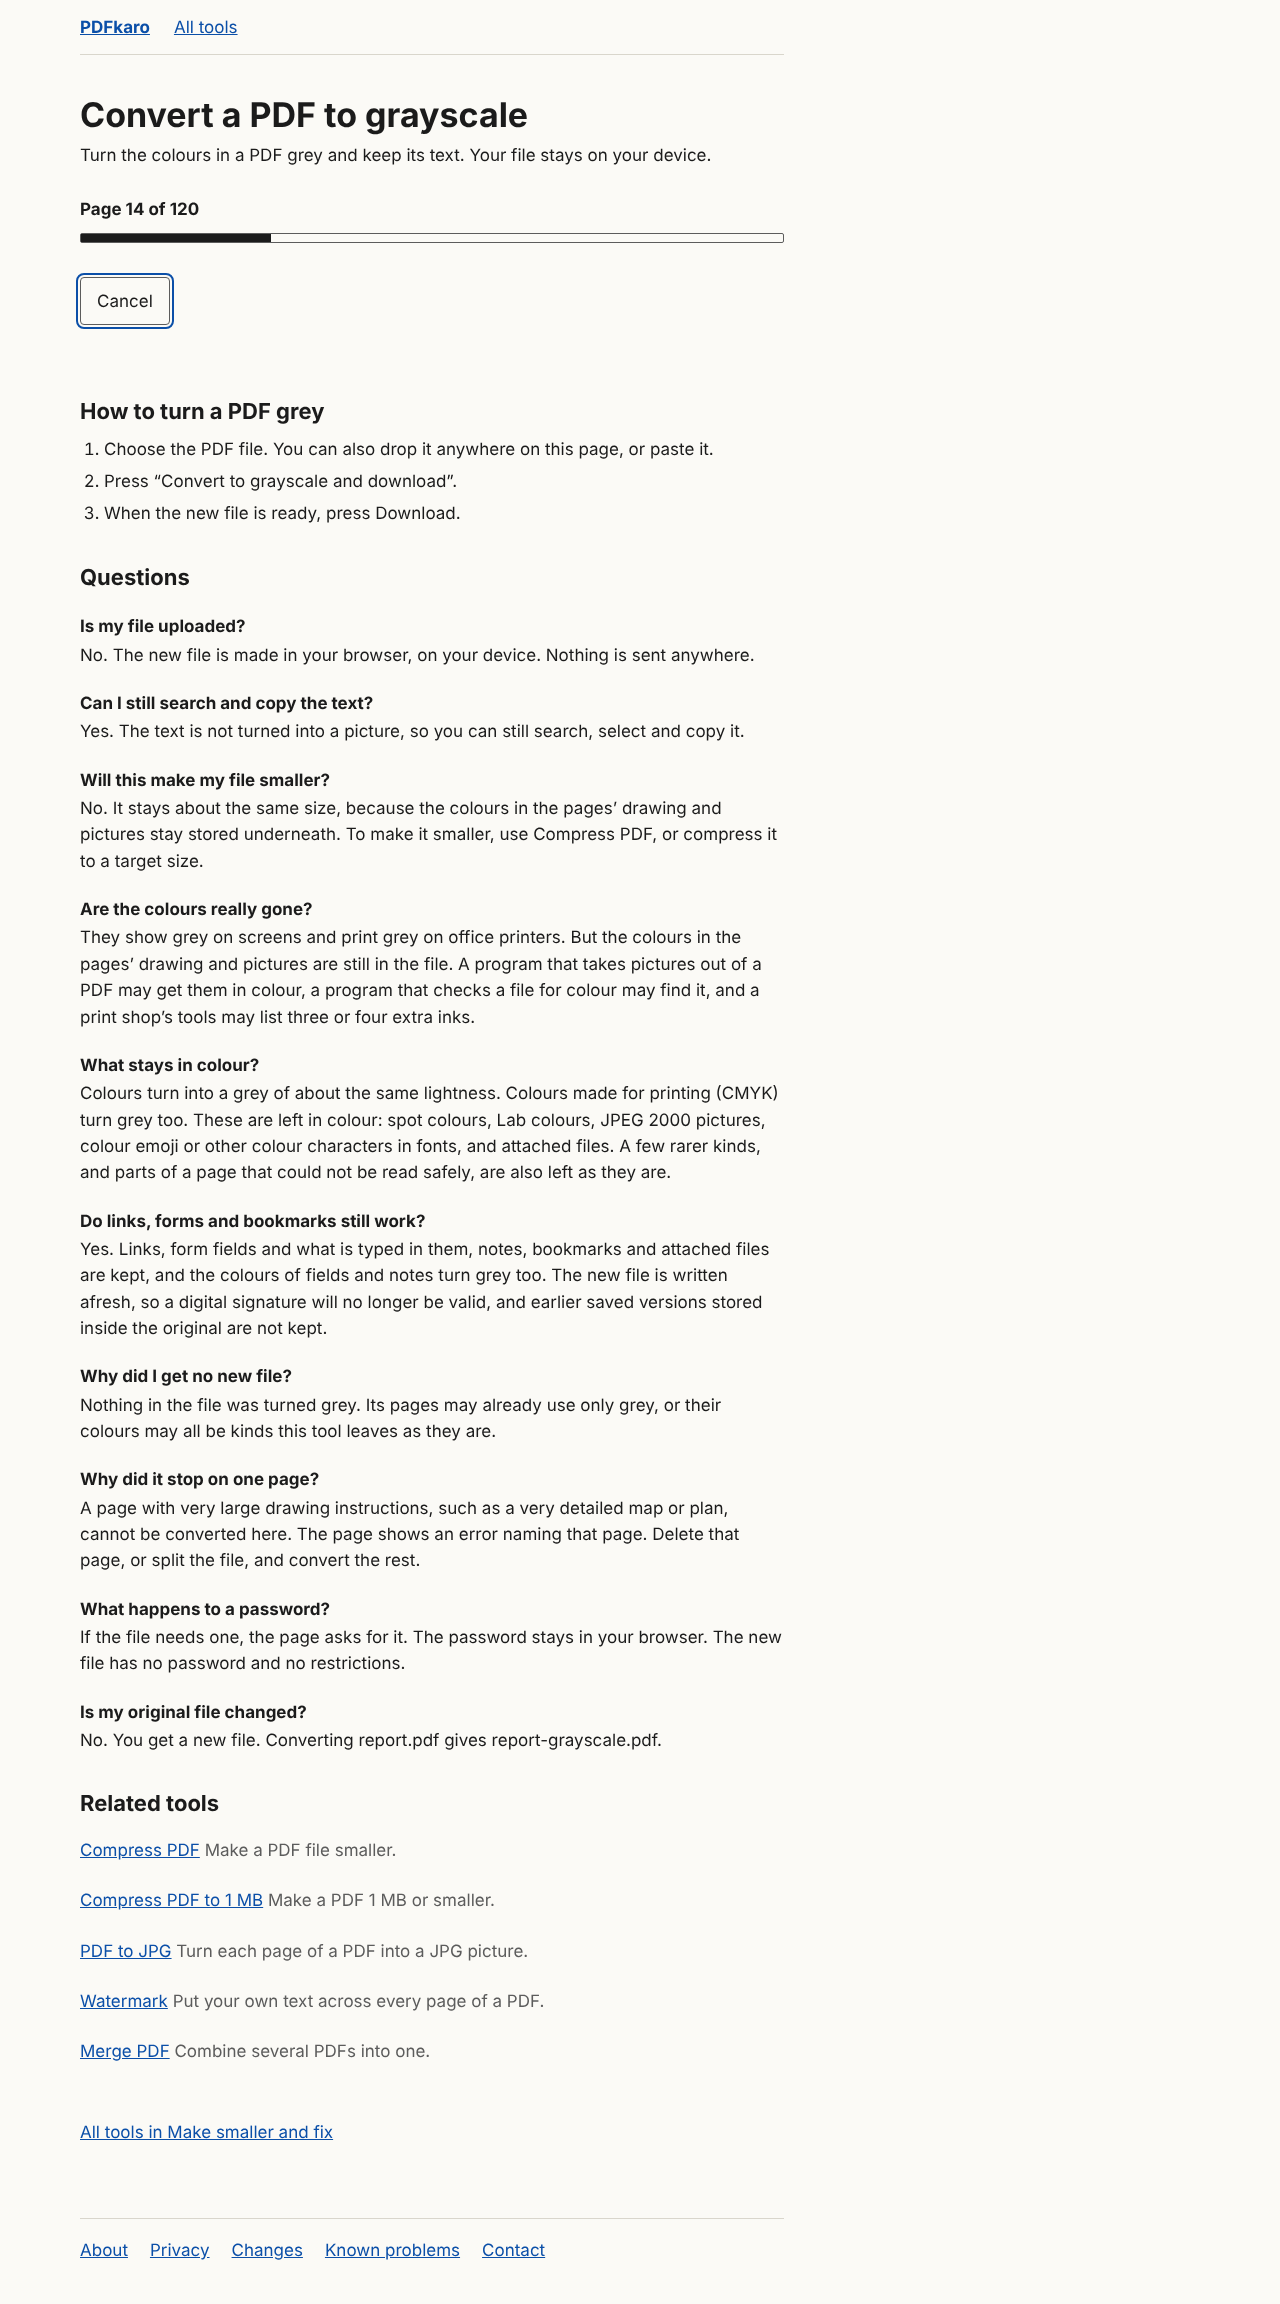 PDFkaro All tools
Convert a PDF to grayscale
Turn the colours in a PDF grey and keep its text. Your file stays on your device.
Page 14 of 120
Cancel
How to turn a PDF grey
1. Choose the PDF file. You can also drop it anywhere on this page, or paste it.
2. Press “Convert to grayscale and download”.
3. When the new file is ready, press Download.
Questions
Is my file uploaded?
No. The new file is made in your browser, on your device. Nothing is sent anywhere.
Can I still search and copy the text?
Yes. The text is not turned into a picture, so you can still search, select and copy it.
Will this make my file smaller?
No. It stays about the same size, because the colours in the pages’ drawing and
pictures stay stored underneath. To make it smaller, use Compress PDF, or compress it
to a target size.
Are the colours really gone?
They show grey on screens and print grey on office printers. But the colours in the
pages’ drawing and pictures are still in the file. A program that takes pictures out of a
PDF may get them in colour, a program that checks a file for colour may find it, and a
print shop’s tools may list three or four extra inks.
What stays in colour?
Colours turn into a grey of about the same lightness. Colours made for printing (CMYK)
turn grey too. These are left in colour: spot colours, Lab colours, JPEG 2000 pictures,
colour emoji or other colour characters in fonts, and attached files. A few rarer kinds,
and parts of a page that could not be read safely, are also left as they are.
Do links, forms and bookmarks still work?
Yes. Links, form fields and what is typed in them, notes, bookmarks and attached files
are kept, and the colours of fields and notes turn grey too. The new file is written
afresh, so a digital signature will no longer be valid, and earlier saved versions stored
inside the original are not kept.
Why did I get no new file?
Nothing in the file was turned grey. Its pages may already use only grey, or their
colours may all be kinds this tool leaves as they are.
Why did it stop on one page?
A page with very large drawing instructions, such as a very detailed map or plan,
cannot be converted here. The page shows an error naming that page. Delete that
page, or split the file, and convert the rest.
What happens to a password?
If the file needs one, the page asks for it. The password stays in your browser. The new
file has no password and no restrictions.
Is my original file changed?
No. You get a new file. Converting report.pdf gives report-grayscale.pdf.
Related tools
Compress PDF Make a PDF file smaller.
Compress PDF to 1 MB Make a PDF 1 MB or smaller.
PDF to JPG Turn each page of a PDF into a JPG picture.
Watermark Put your own text across every page of a PDF.
Merge PDF Combine several PDFs into one.
All tools in Make smaller and fix
About Privacy Changes Known problems Contact